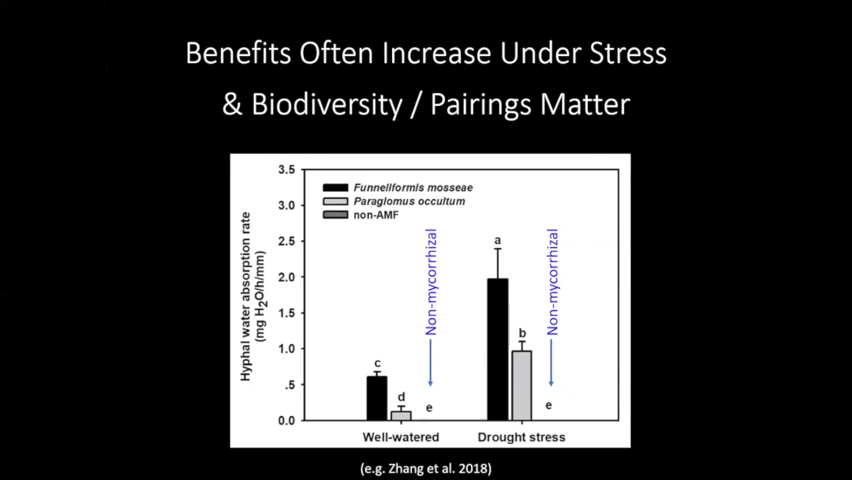 Benefits Often Increase Under Stress
& Biodiversity / Pairings Matter
3.5
3.0
2.5
2.0
1.5
1.0
.5
0.0
Hyphal water absorption rate
(mg H2O/h/mm)
Funneliformis mosseae
Paraglomus occultum
non-AMF
Non-mycorrhizal
Non-mycorrhizal
a
b
c
d
e
e
Well-watered
Drought stress
(e.g. Zhang et al. 2018)